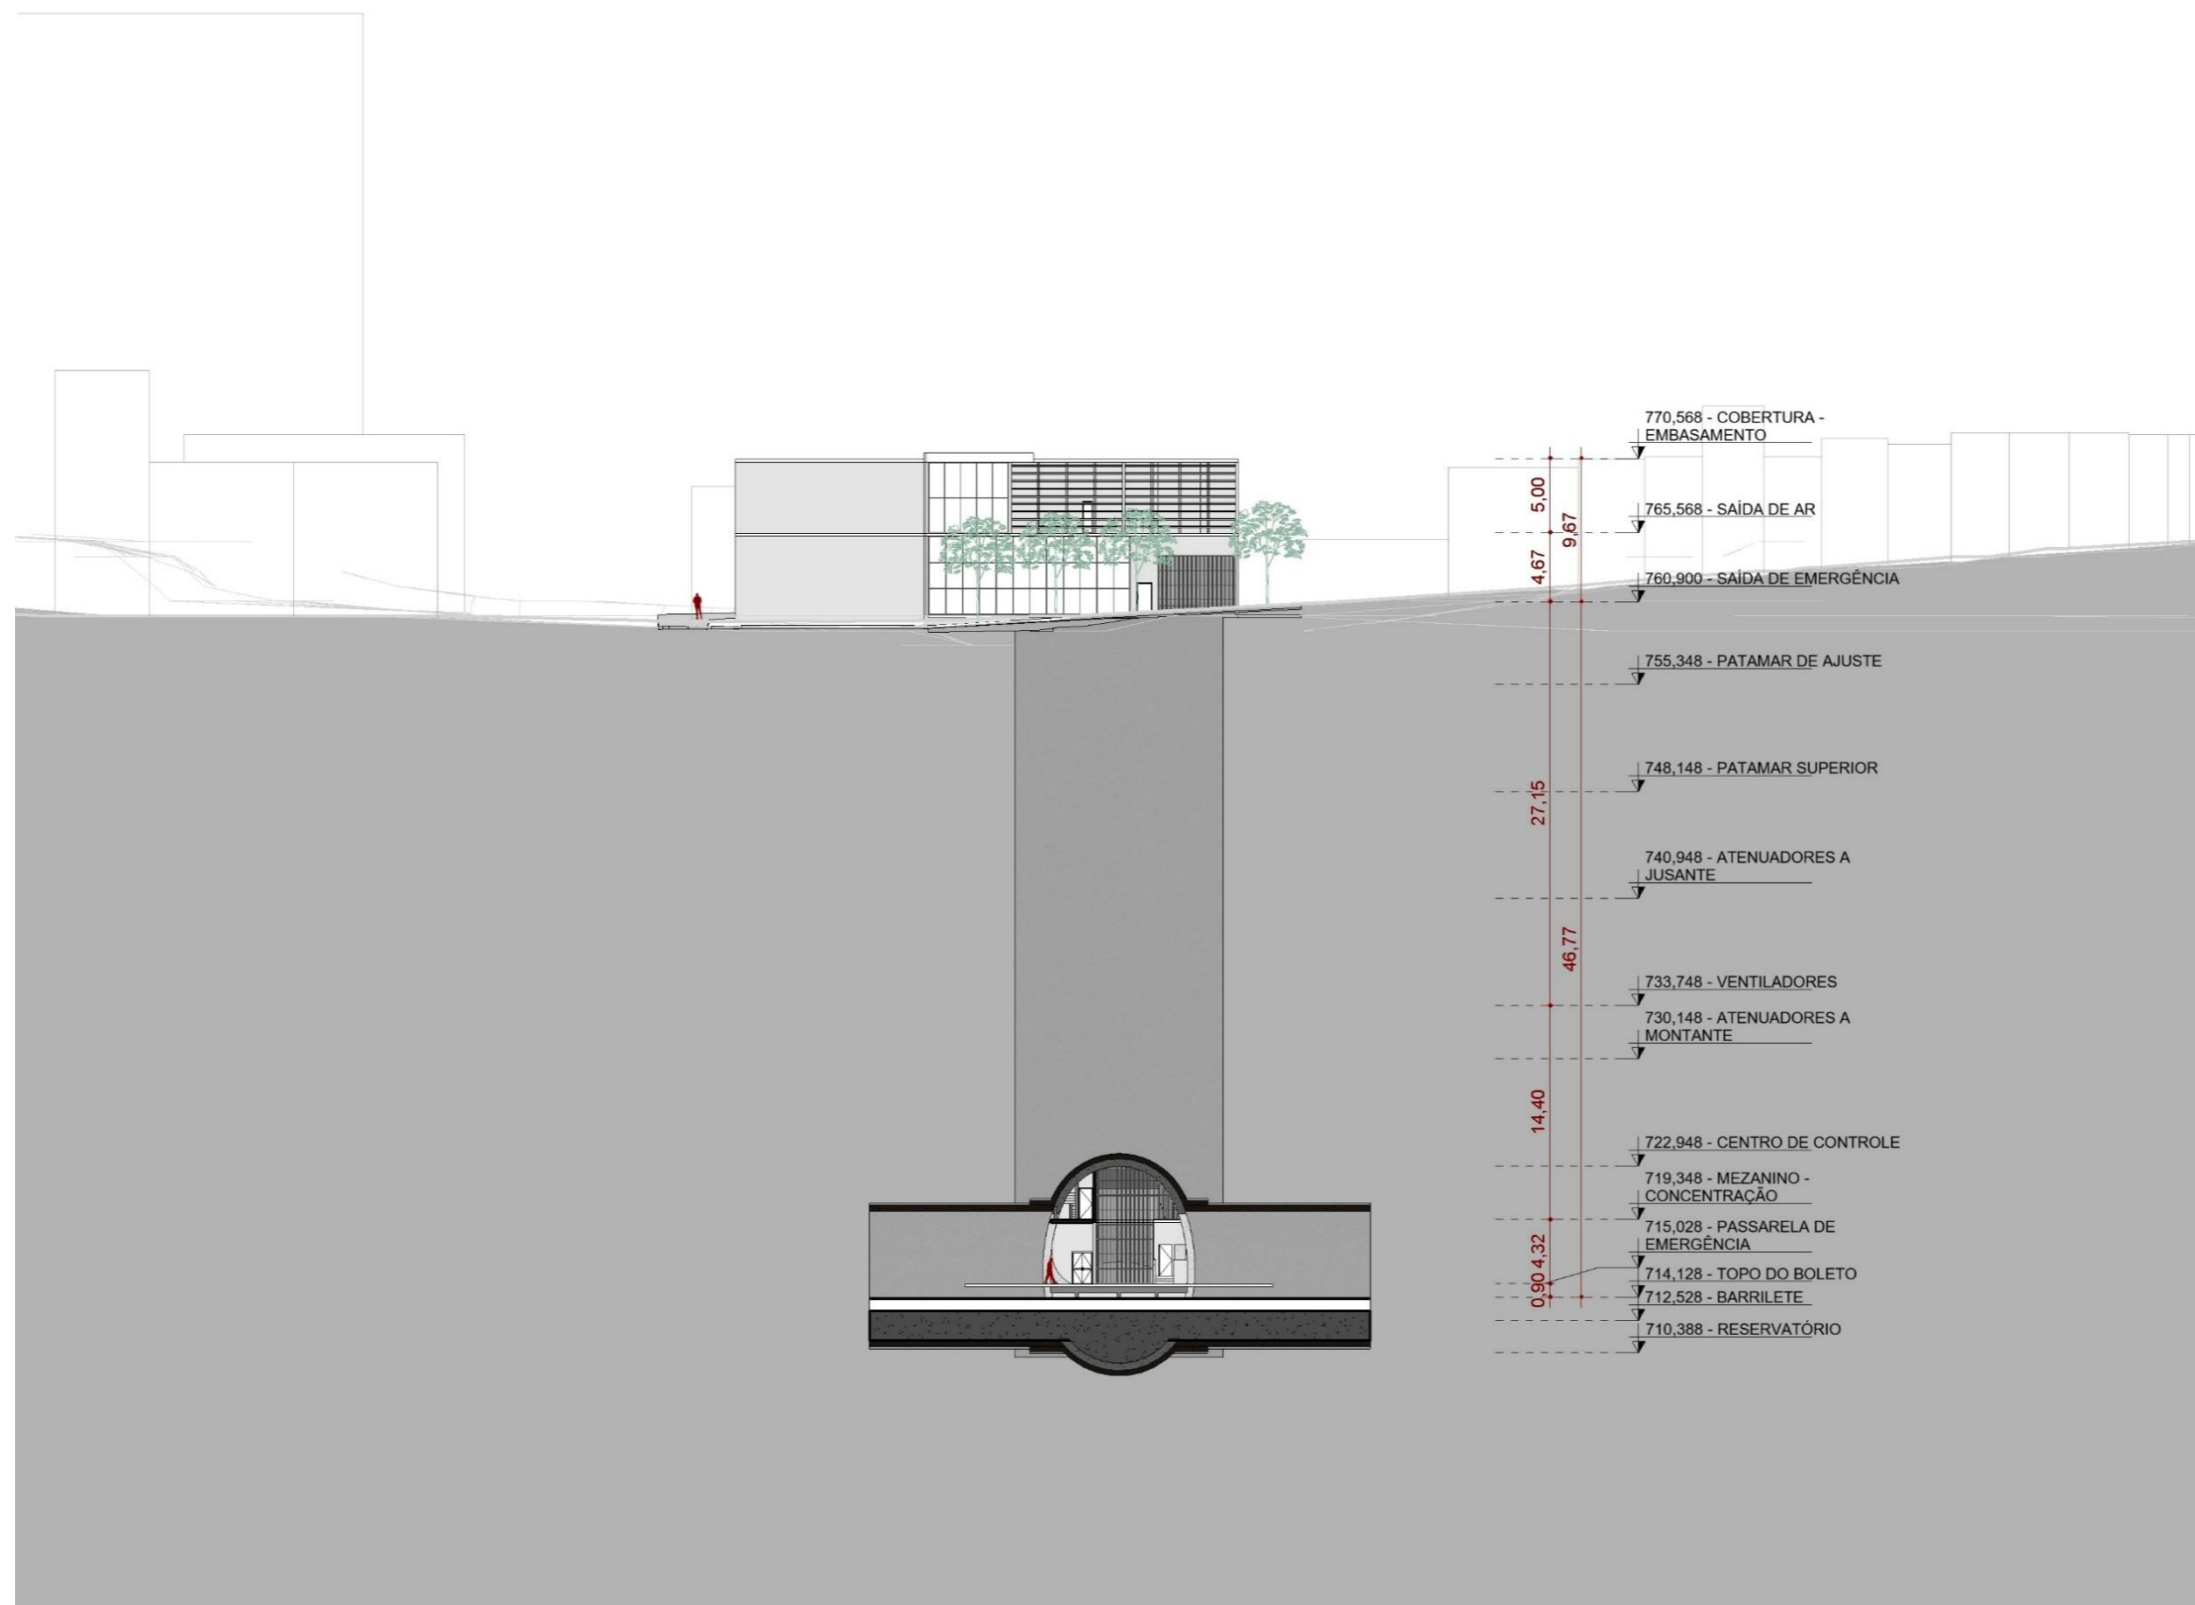 770,568 - COBERTURA -
EMBASAMENTO
5,00
765,568 - SAÍDA DE AR
9,67
4,67
760,900 - SAÍDA DE EMERGÊNCIA
755,348 - PATAMAR DE AJUSTE
748,148 - PATAMAR SUPERIOR
27,15
740,948 - ATENUADORES A
JUSANTE
46,77
733,748 - VENTILADORES
730,148 - ATENUADORES A
MONTANTE
14,40
722,948 - CENTRO DE CONTROLE
719,348 - MEZANINO -
CONCENTRAÇÃO
715,028 - PASSARELA DE
EMERGÊNCIA
4,32
714,128 - TOPO DO BOLETO
0,90
712,528 - BARRILETE
710,388 - RESERVATÓRIO